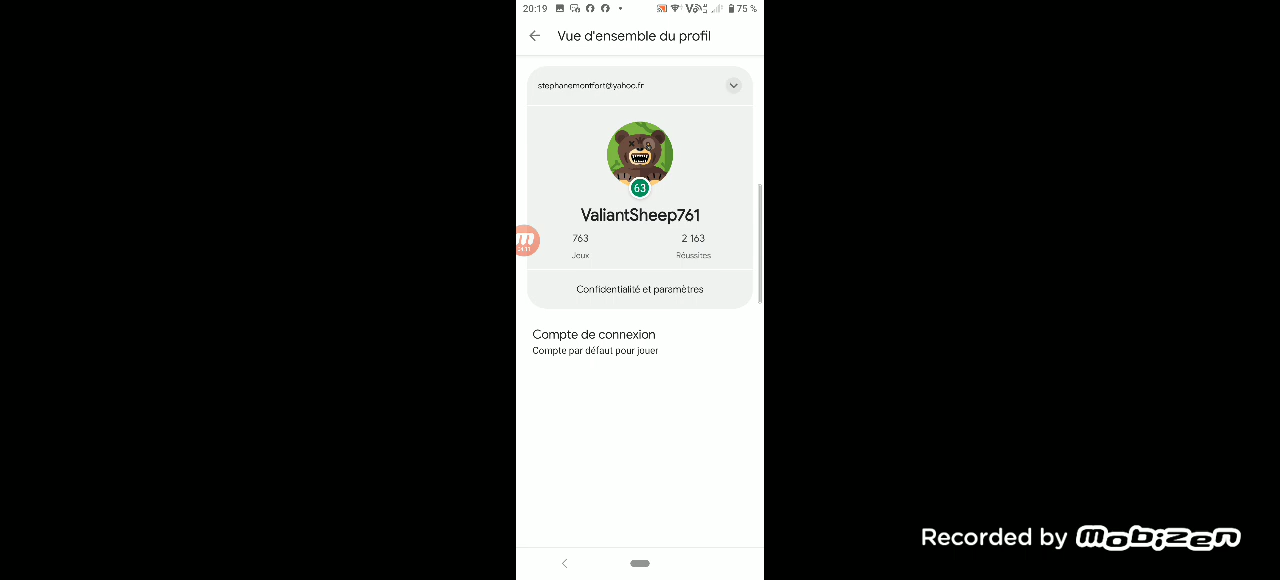 20:19 75 %
Vue d'ensemble du profil
stephanemontfort@yahoo.fr
63
ValiantSheep761
763 2 163
Jeux Réussites
Confidentialité et paramètres
Compte de connexion
Compte par défaut pour jouer
Recorded by mobizen